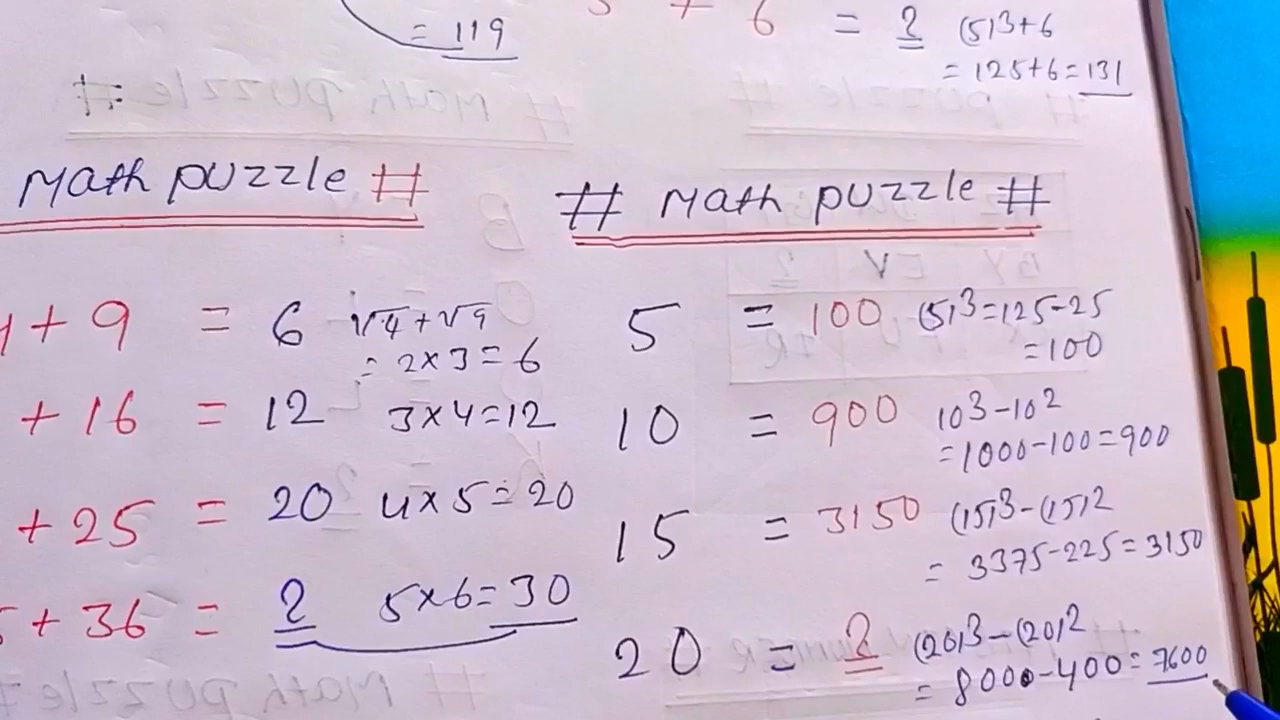 = 119
5 + 6 = ? (5)3+6
= 125+6=131
Math puzzle #
4 + 9 = 6 √4+√9
= 2×3=6
+ 16 = 12 3×4=12
+ 25 = 20 4×5=20
+ 36 = ? 5×6=30
# Math puzzle #
5 = 100 (5)3=125-25
=100
10 = 900 10³-10²
=1000-100=900
15 = 3150 (15)3-(15)2
= 3375-225=3150
20 = ? (20)3-(20)2
= 8000-400=7600